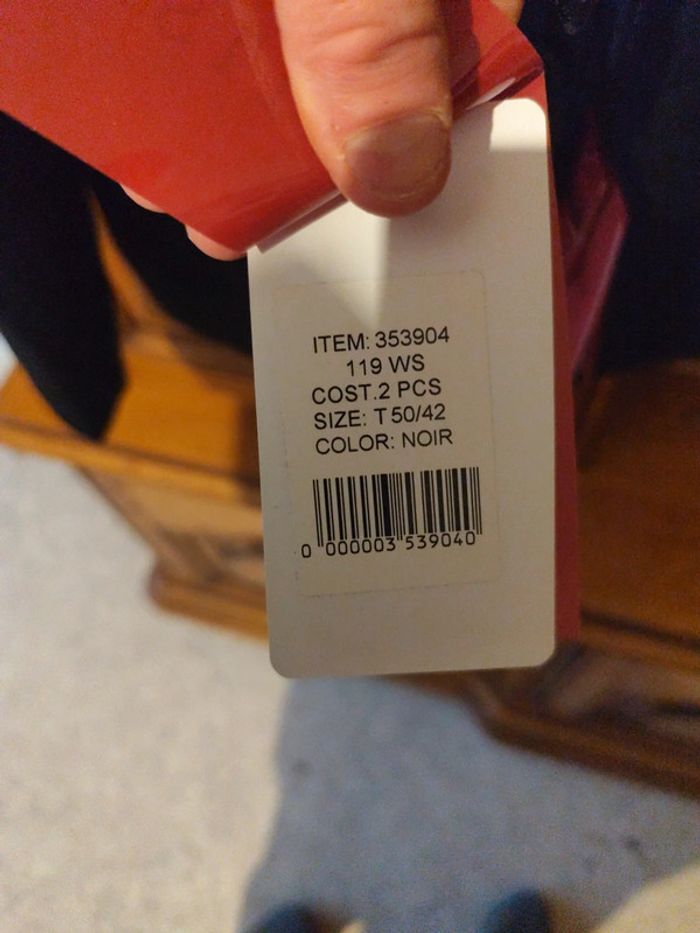 ITEM: 353904
119 WS
COST.2 PCS
SIZE: T 50/42
COLOR: NOIR
0 000003 539040